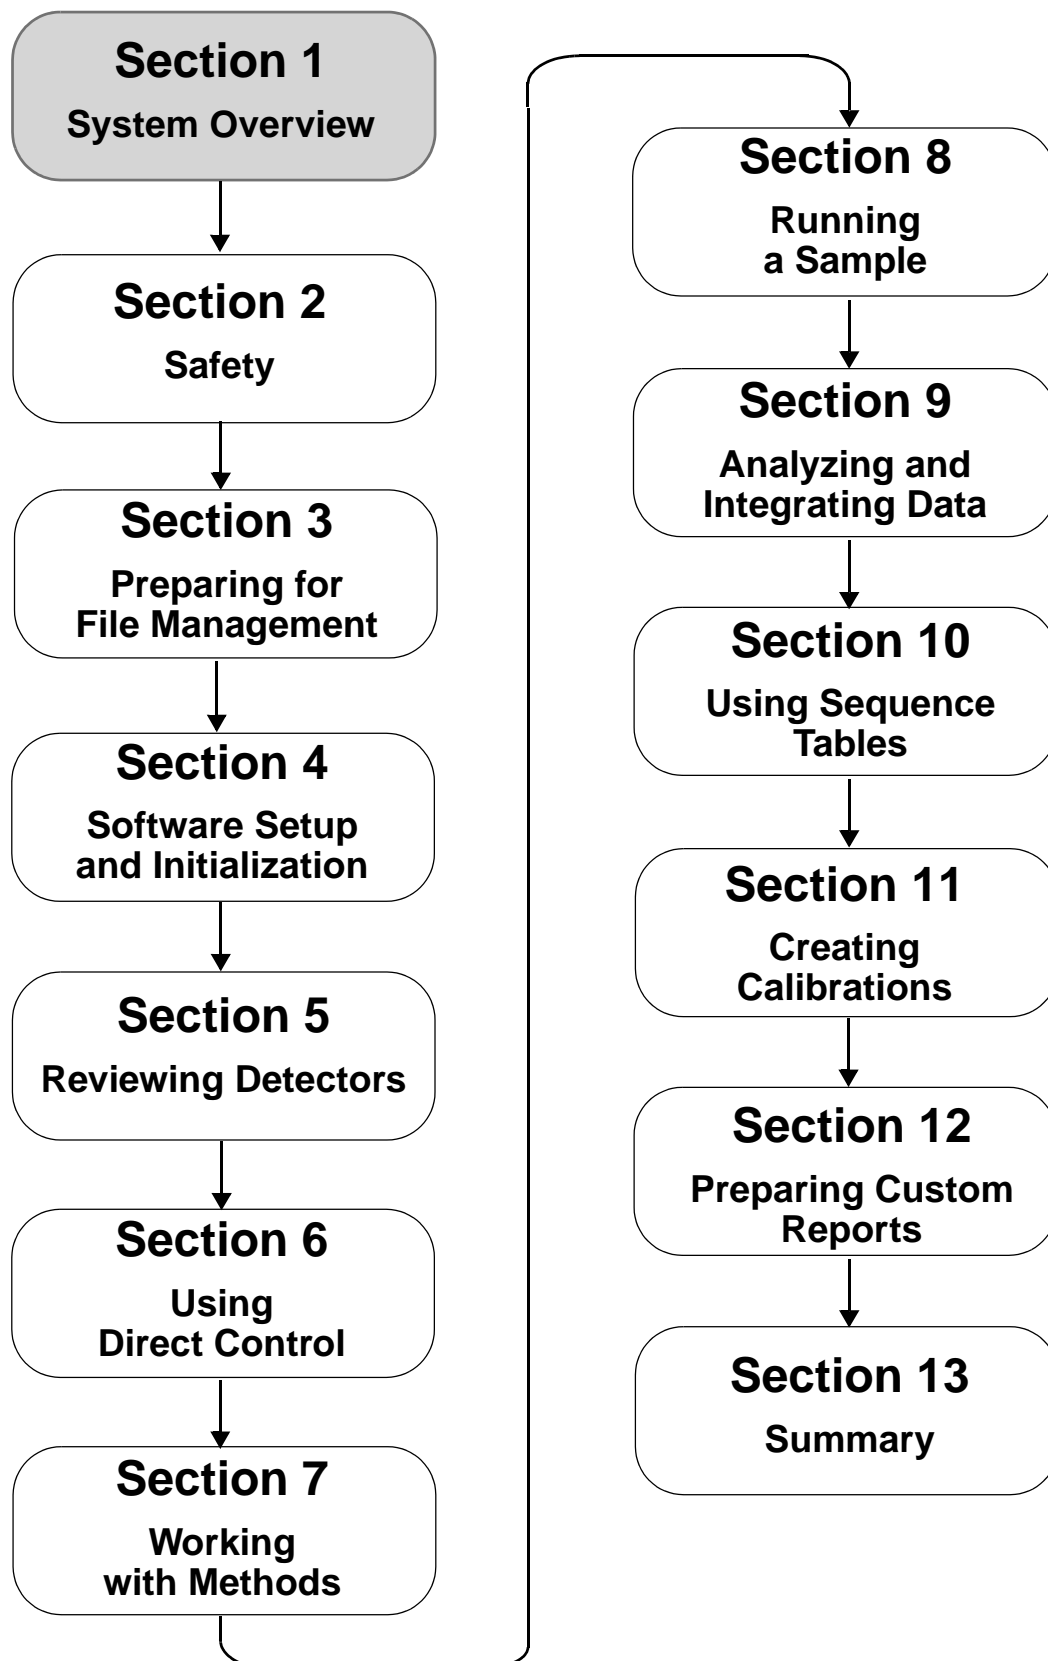 Section 1
System Overview
Section 2
Safety
Section 3
Preparing for
File Management
Section 4
Software Setup
and Initialization
Section 5
Reviewing Detectors
Section 6
Using
Direct Control
Section 7
Working
with Methods
Section 8
Running
a Sample
Section 9
Analyzing and
Integrating Data
Section 10
Using Sequence
Tables
Section 11
Creating
Calibrations
Section 12
Preparing Custom
Reports
Section 13
Summary